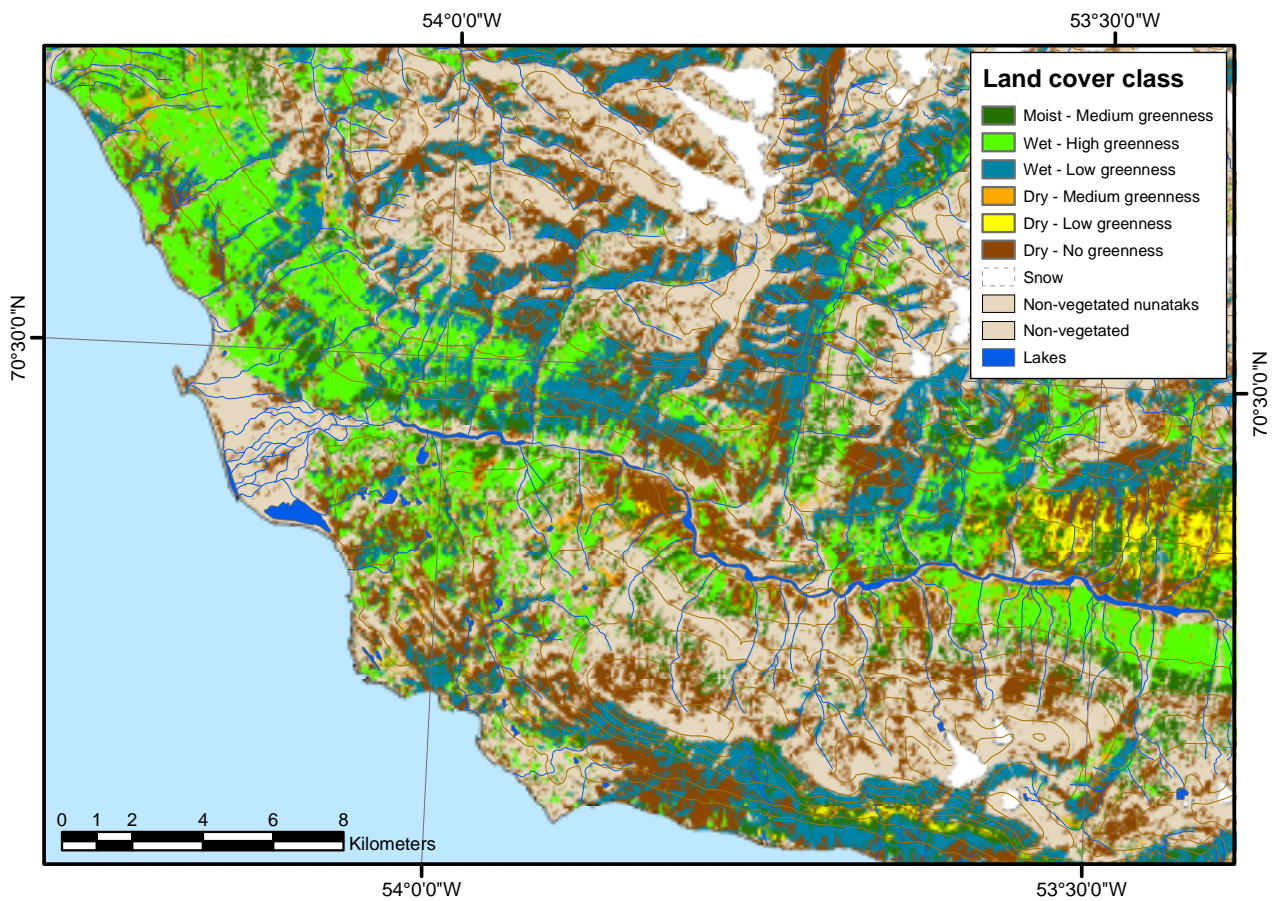 54°0'0"W
53°30'0"W
Land cover class
Moist - Medium greenness
Wet - High greenness
Wet - Low greenness
Dry - Medium greenness
Dry - Low greenness
Dry - No greenness
Snow
Non-vegetated nunataks
Non-vegetated
Lakes
70°30'0"N
70°30'0"N
0 1 2 4 6 8
Kilometers
54°0'0"W
53°30'0"W